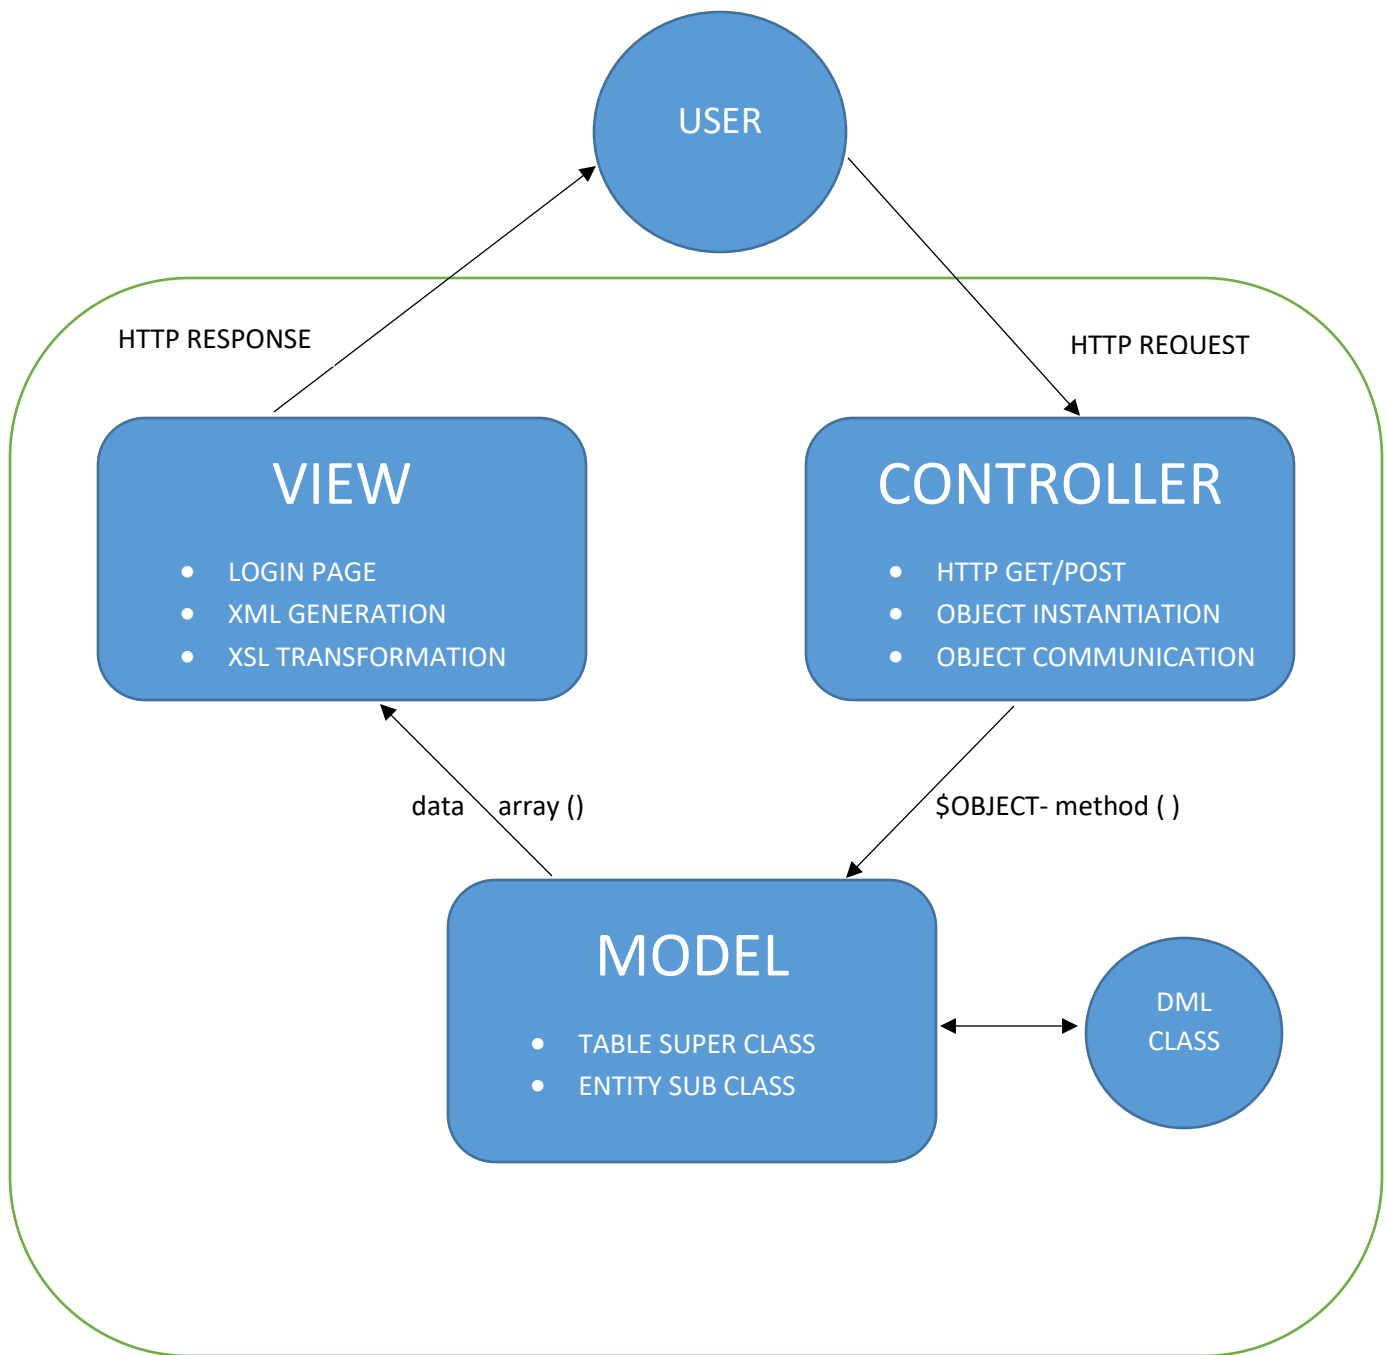 USER
HTTP RESPONSE
HTTP REQUEST
VIEW
• LOGIN PAGE
• XML GENERATION
• XSL TRANSFORMATION
CONTROLLER
• HTTP GET/POST
• OBJECT INSTANTIATION
• OBJECT COMMUNICATION
data array ()
$OBJECT- method ( )
MODEL
• TABLE SUPER CLASS
• ENTITY SUB CLASS
DML
CLASS